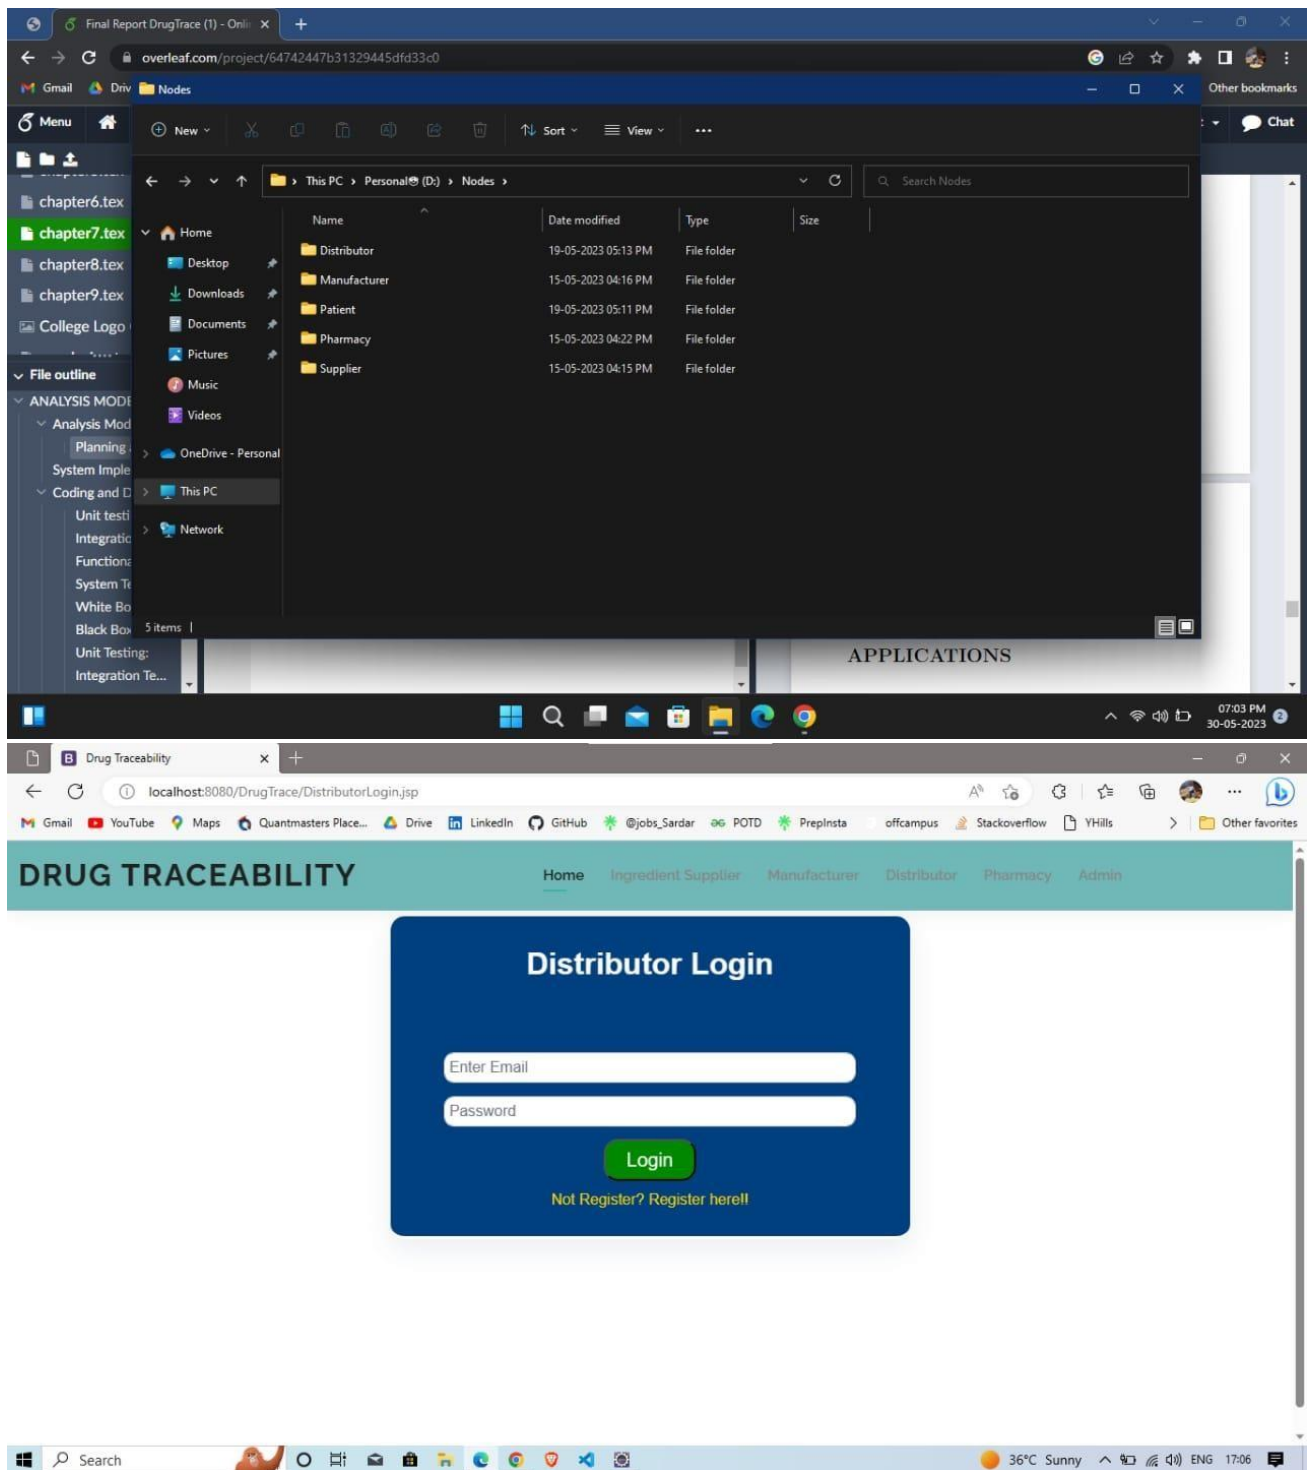 Final Report DrugTrace (1) - Onli
overleaf.com/project/64742447b31329445dfd33c0
Gmail Driv Nodes Other bookmarks
Menu New Sort View Chat
This PC > Personal (D:) > Nodes > Search Nodes
chapter6.tex
chapter7.tex
chapter8.tex
chapter9.tex
College Logo
File outline
ANALYSIS MODE
Analysis Mod
Planning
System Imple
Coding and D
Unit testi
Integratio
Functiona
System Te
White Bo
Black Box
Unit Testing:
Integration Te...
Home
Desktop
Downloads
Documents
Pictures
Music
Videos
OneDrive - Personal
This PC
Network
Name Date modified Type Size
Distributor 19-05-2023 05:13 PM File folder
Manufacturer 15-05-2023 04:16 PM File folder
Patient 19-05-2023 05:11 PM File folder
Pharmacy 15-05-2023 04:22 PM File folder
Supplier 15-05-2023 04:15 PM File folder
5 items
APPLICATIONS
07:03 PM
30-05-2023 2
Drug Traceability
localhost:8080/DrugTrace/DistributorLogin.jsp
Gmail YouTube Maps Quantmasters Place... Drive LinkedIn GitHub @jobs_Sardar POTD PrepInsta offcampus Stackoverflow YHills Other favorites
DRUG TRACEABILITY Home Ingredient Supplier Manufacturer Distributor Pharmacy Admin
Distributor Login
Enter Email
Password
Login
Not Register? Register here!!
Search 36°C Sunny ENG 17:06